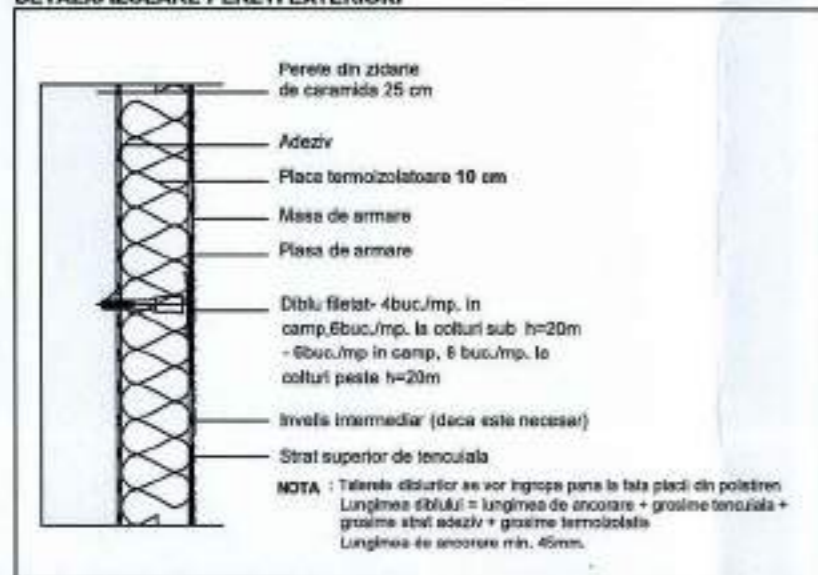 DETALII IZOLARE PERETI EXTERIORI
Perete din zidarie
de caramida 25 cm
Adeziv
Placa termoizolatoare 10 cm
Masa de armare
Plasa de armare
Diblu filetat- 4buc./mp. in
camp,6buc./mp. la colturi sub h=20m
- 6buc./mp in camp, 8 buc./mp. la
colturi peste h=20m
Invelis intermediar (daca este necesar)
Strat superior de tencuiala
NOTA : Talerele diblurilor se vor ingropa pana la fata placii din polistiren
Lungimea diblului = lungimea de ancorare + grosime tencuiala +
grosime strat adeziv + grosime termoizolatie
Lungimea de ancorare min. 45mm.